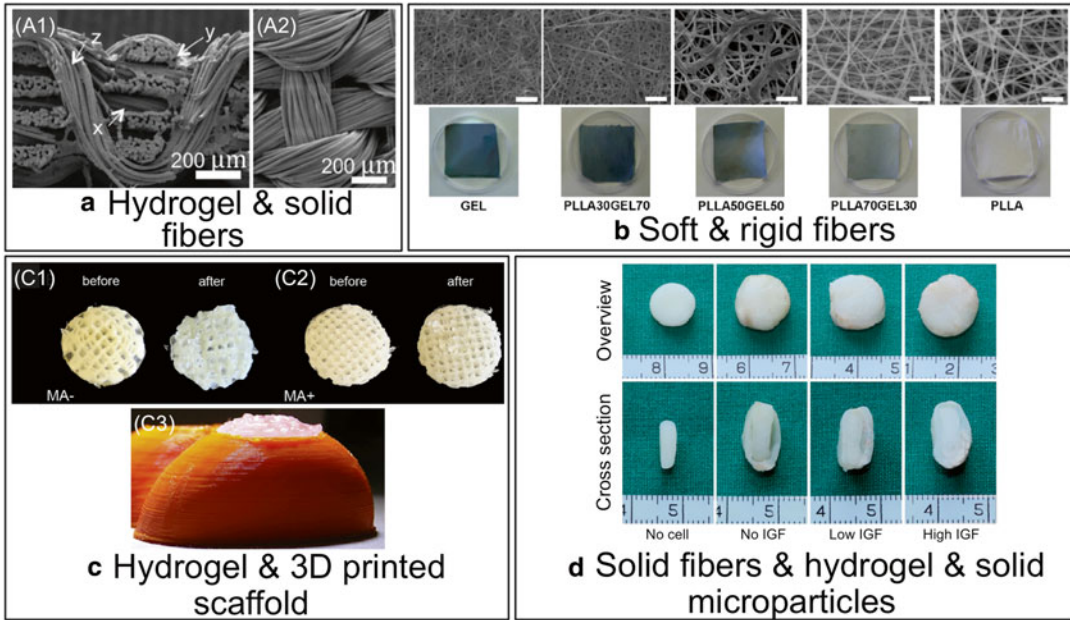 (A1)
z
y
x
200 μm
(A2)
200 μm
a Hydrogel & solid
fibers
GEL
PLLA30GEL70
PLLA50GEL50
PLLA70GEL30
PLLA
b Soft & rigid fibers
(C1)
before
after
MA-
(C2)
before
after
MA+
(C3)
c Hydrogel & 3D printed
scaffold
Overview
8 9
6 7
4 5
1 2 3
Cross section
4 5
4 5
4 5
4 5
No cell
No IGF
Low IGF
High IGF
d Solid fibers & hydrogel & solid
microparticles